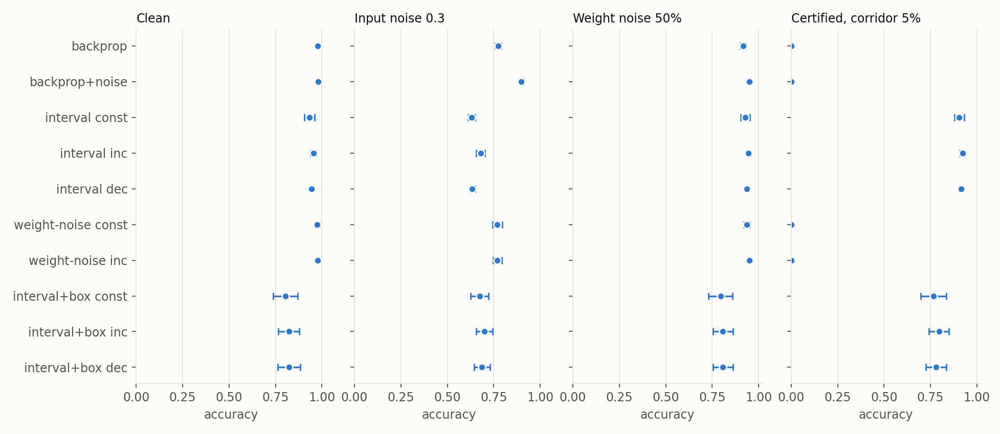 Clean
Input noise 0.3
Weight noise 50%
Certified, corridor 5%
backprop
backprop+noise
interval const
interval inc
interval dec
weight-noise const
weight-noise inc
interval+box const
interval+box inc
interval+box dec
0.00 0.25 0.50 0.75 1.00 0.00 0.25 0.50 0.75 1.00 0.00 0.25 0.50 0.75 1.00 0.00 0.25 0.50 0.75 1.00
accuracy accuracy accuracy accuracy